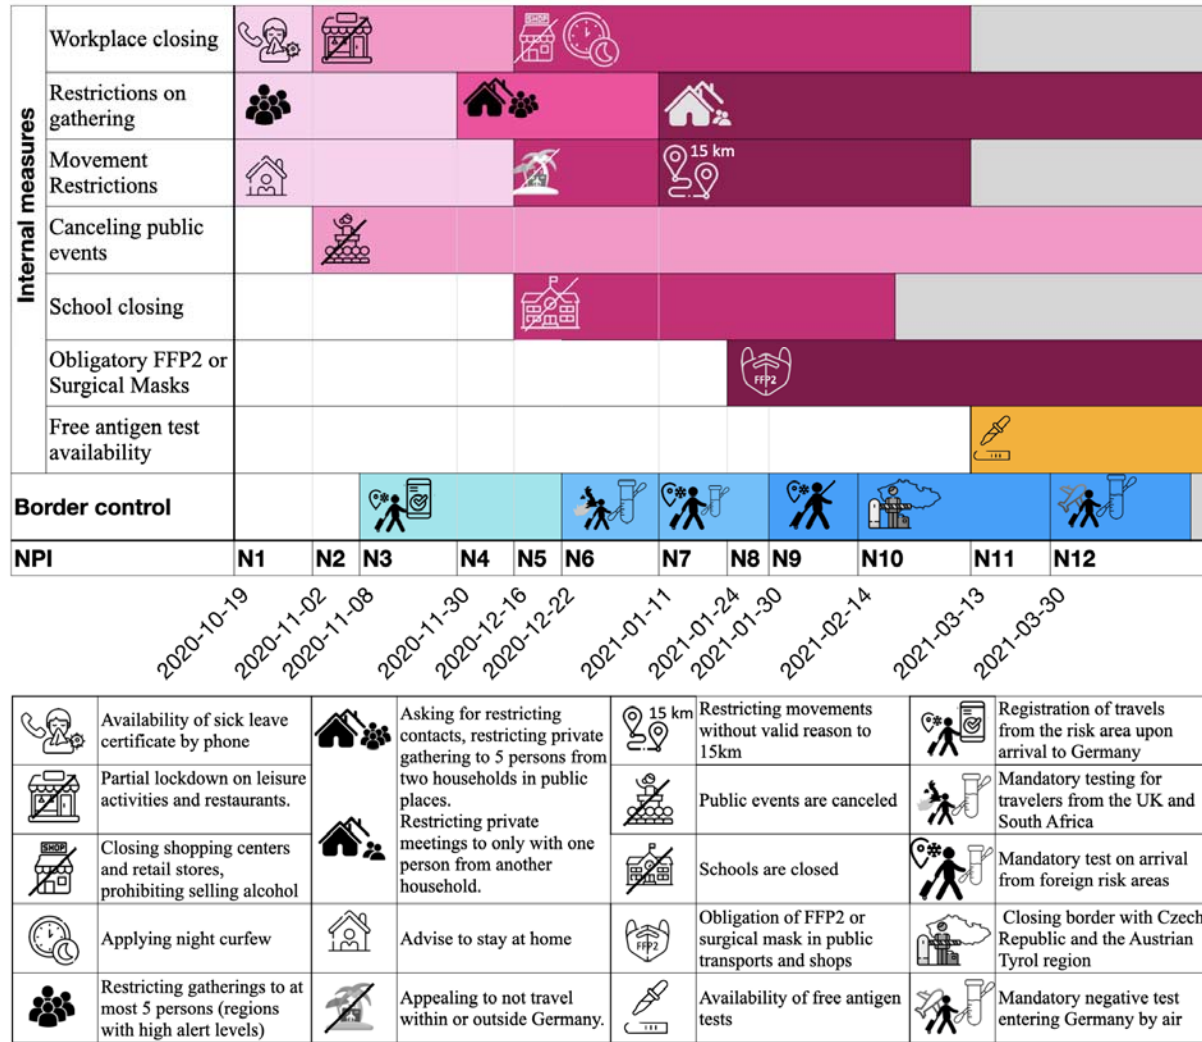 Internal measures
Workplace closing
Restrictions on
gathering
Movement
Restrictions
Canceling public
events
School closing
Obligatory FFP2 or
Surgical Masks
Free antigen test
availability
SHOP
15 km
FFP2
Border control
NPI N1 N2 N3 N4 N5 N6 N7 N8 N9 N10 N11 N12
2020-10-19
2020-11-02
2020-11-08
2020-11-30
2020-12-16
2020-12-22
2021-01-11
2021-01-24
2021-01-30
2021-02-14
2021-03-13
2021-03-30
Availability of sick leave
certificate by phone
Partial lockdown on leisure
activities and restaurants.
SHOP
Closing shopping centers
and retail stores,
prohibiting selling alcohol
Applying night curfew
Restricting gatherings to at
most 5 persons (regions
with high alert levels)
Asking for restricting
contacts, restricting private
gathering to 5 persons from
two households in public
places.
Restricting private
meetings to only with one
person from another
household.
Advise to stay at home
Appealing to not travel
within or outside Germany.
15 km
Restricting movements
without valid reason to
15km
Public events are canceled
Schools are closed
FFP2
Obligation of FFP2 or
surgical mask in public
transports and shops
Availability of free antigen
tests
Registration of travels
from the risk area upon
arrival to Germany
Mandatory testing for
travelers from the UK and
South Africa
Mandatory test on arrival
from foreign risk areas
Closing border with Czech
Republic and the Austrian
Tyrol region
Mandatory negative test
entering Germany by air